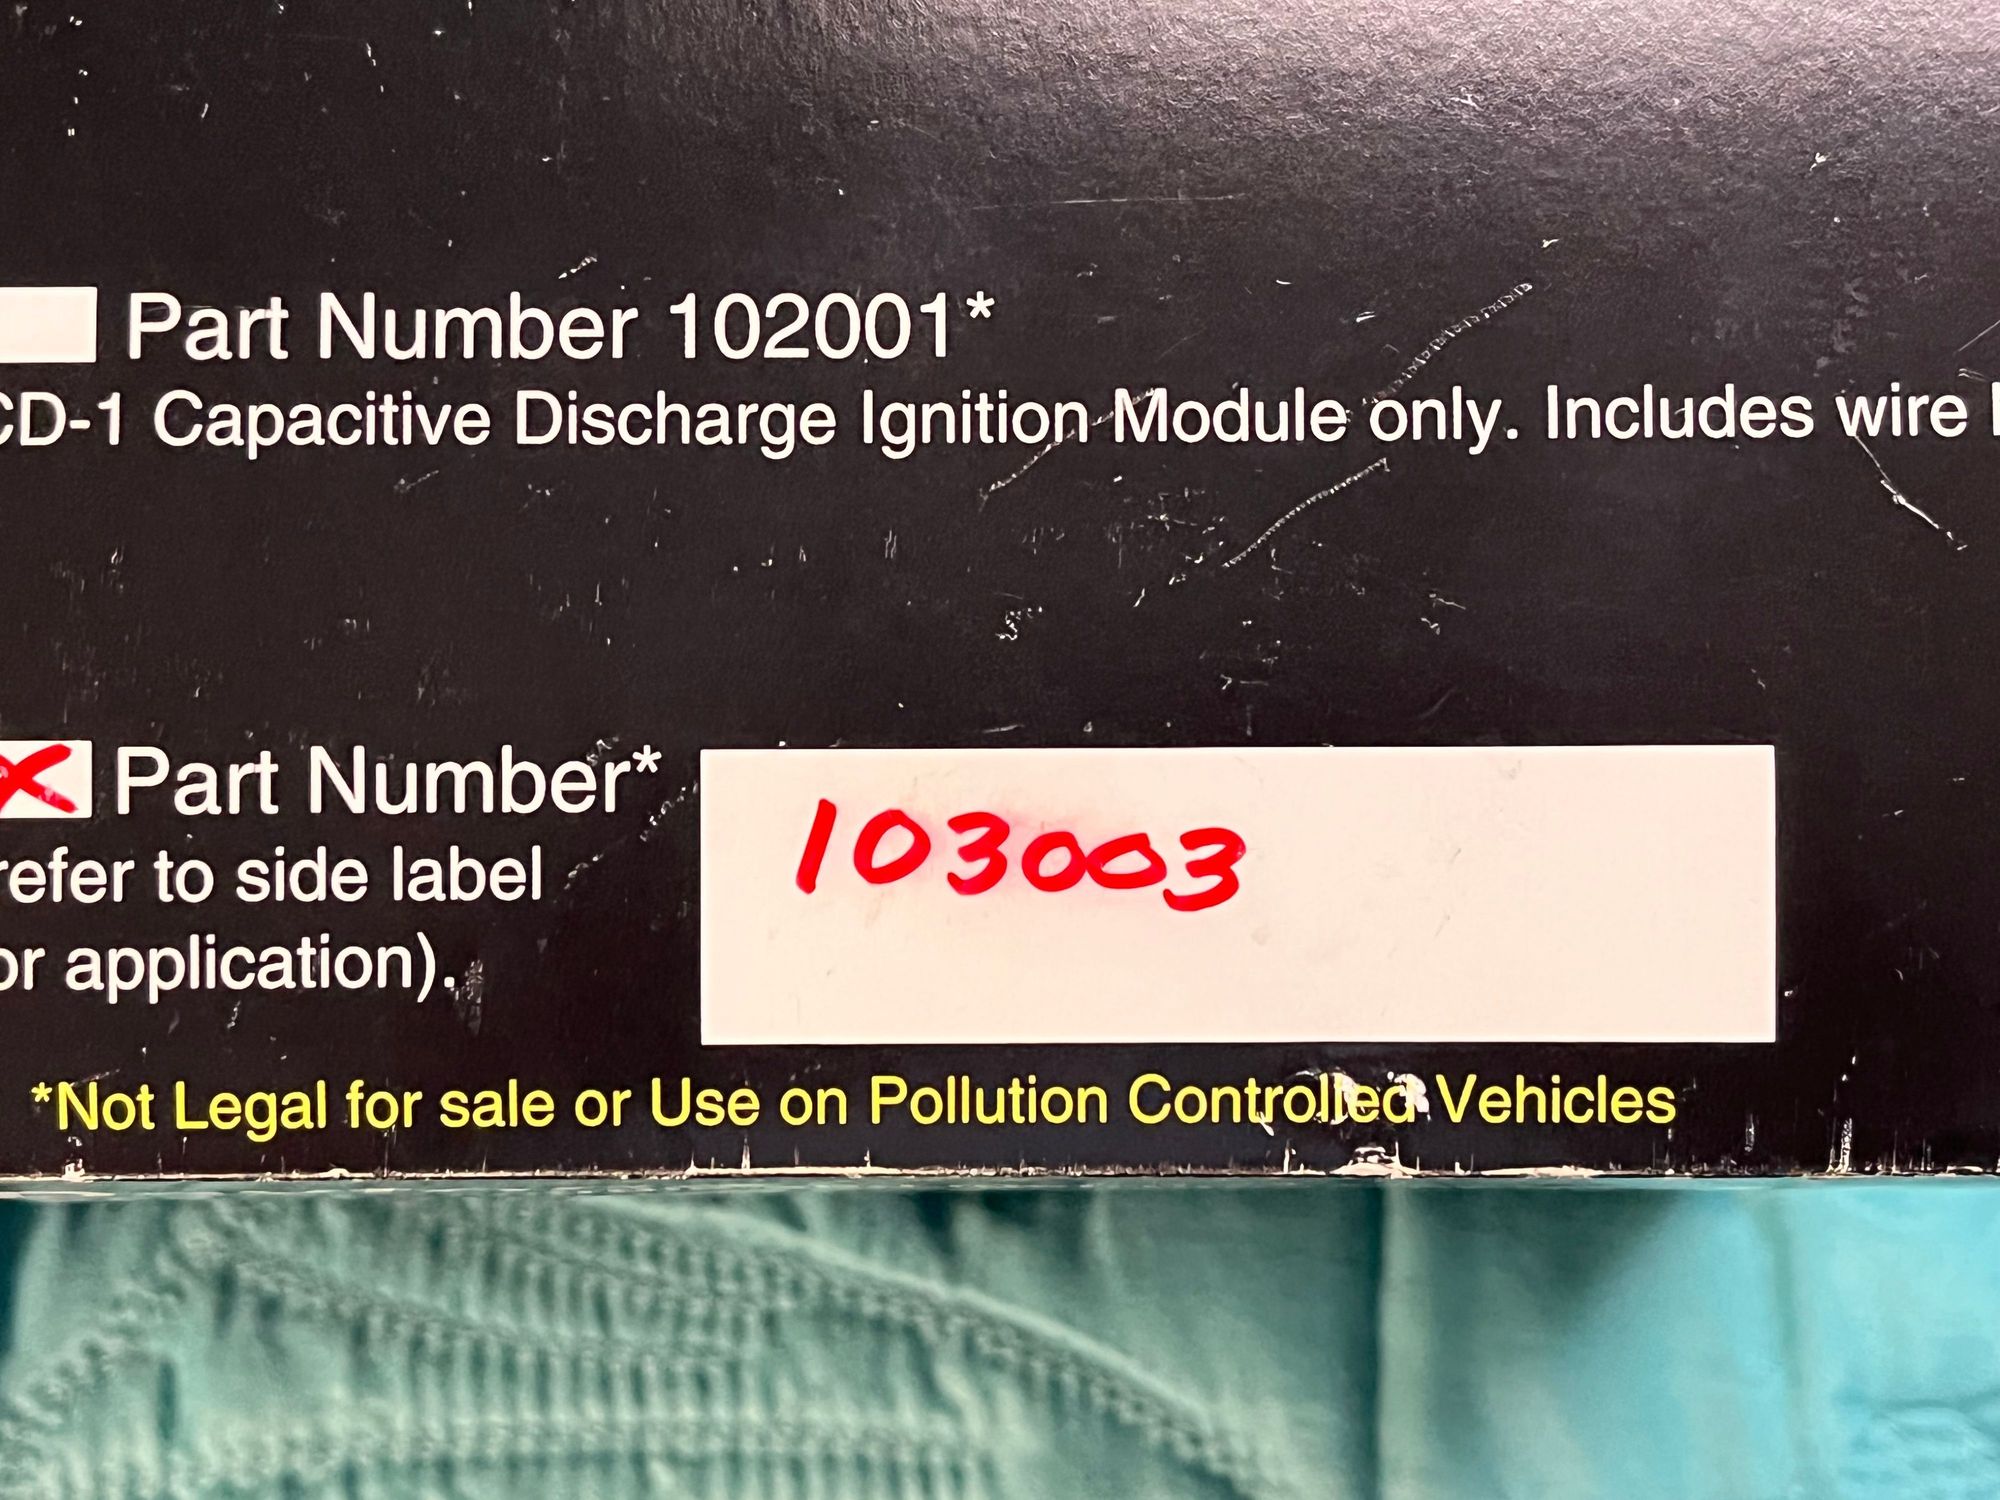 Part Number 102001*
CD-1 Capacitive Discharge Ignition Module only. Includes wire
X Part Number* 103003
refer to side label
or application).
*Not Legal for sale or Use on Pollution Controlled Vehicles